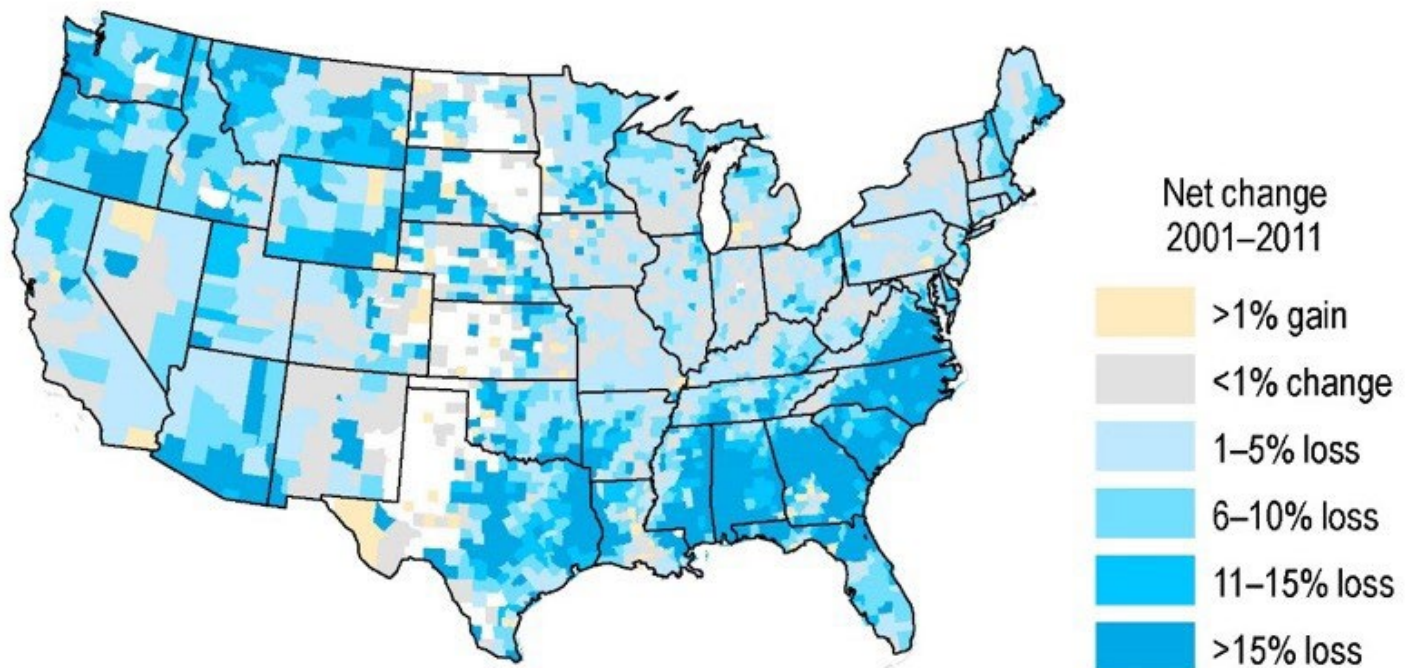 Net change
2001–2011
>1% gain
<1% change
1–5% loss
6–10% loss
11–15% loss
>15% loss